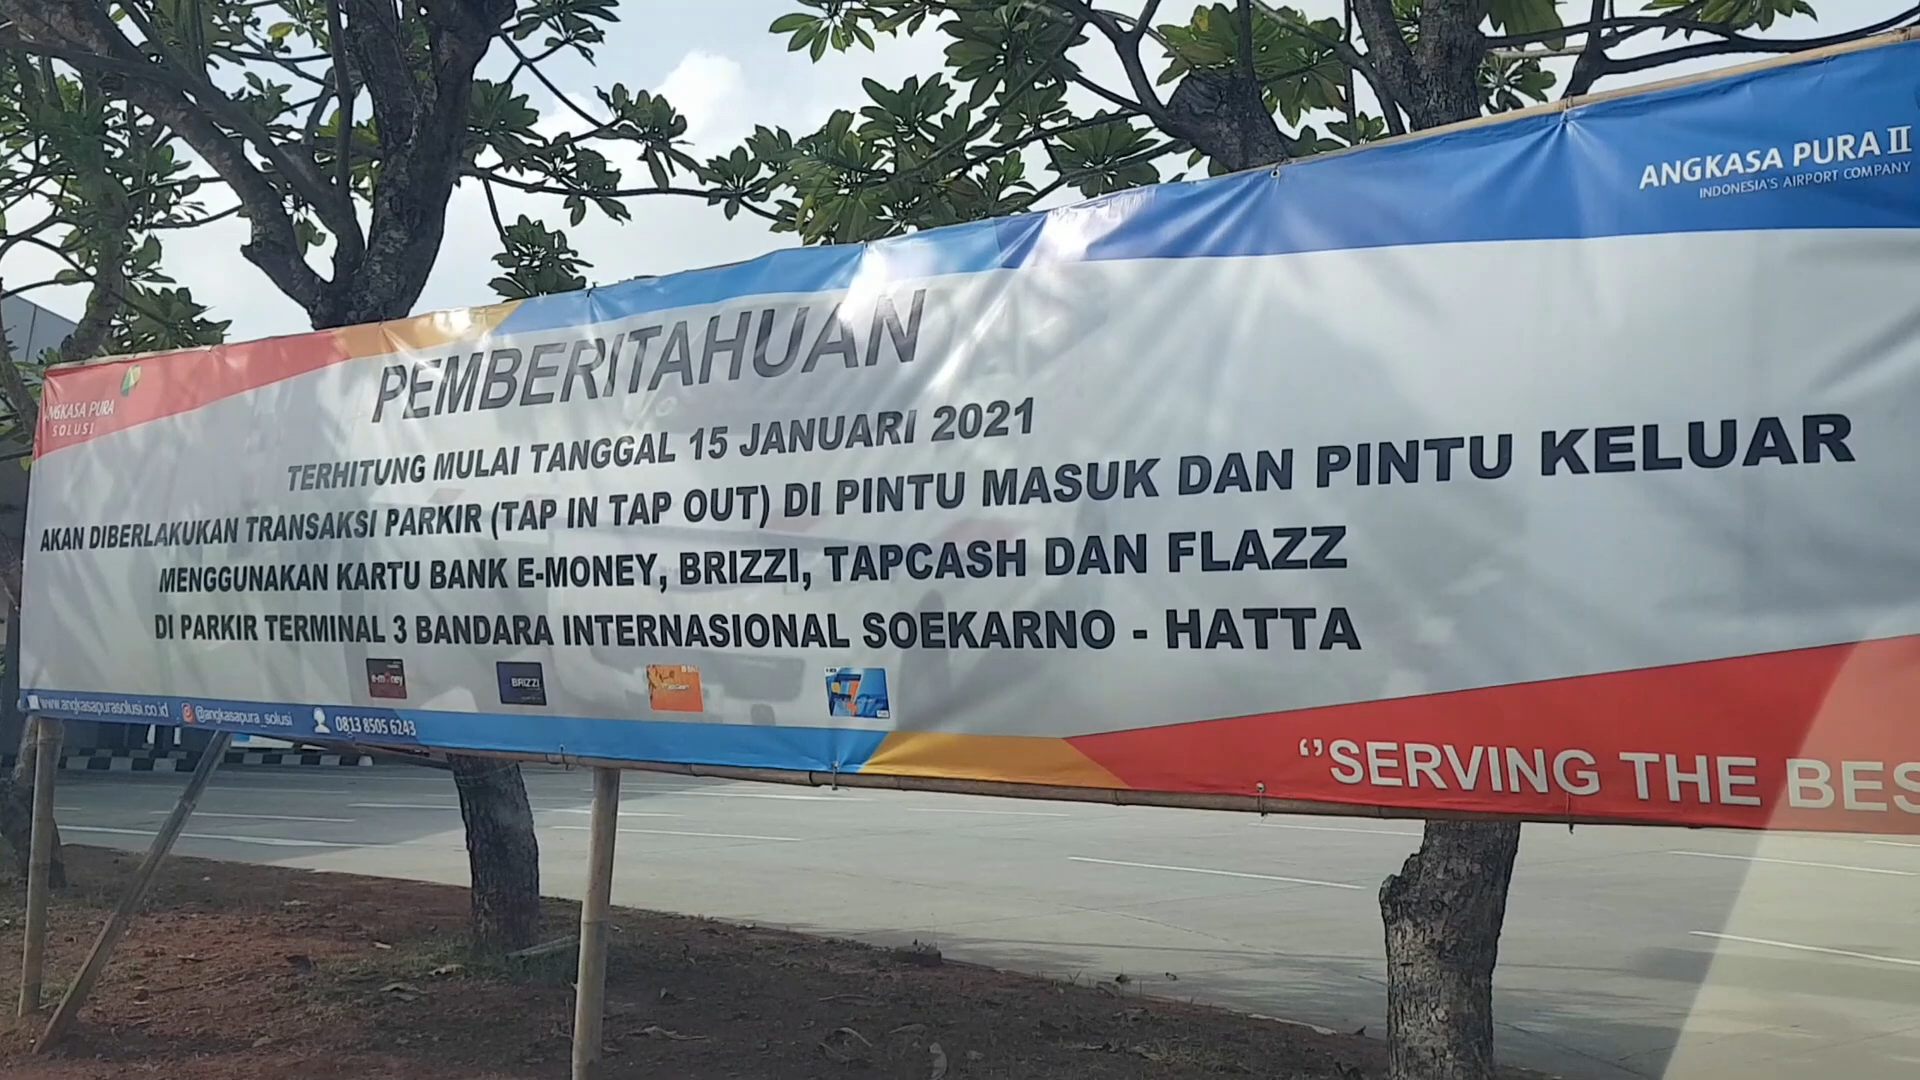 ANGKASA PURA II
INDONESIA'S AIRPORT COMPANY
ANGKASA PURA
SOLUSI
PEMBERITAHUAN
TERHITUNG MULAI TANGGAL 15 JANUARI 2021
AKAN DIBERLAKUKAN TRANSAKSI PARKIR (TAP IN TAP OUT) DI PINTU MASUK DAN PINTU KELUAR
MENGGUNAKAN KARTU BANK E-MONEY, BRIZZI, TAPCASH DAN FLAZZ
DI PARKIR TERMINAL 3 BANDARA INTERNASIONAL SOEKARNO - HATTA
e-money
BRIZZI
www.angkasapurasolusi.co.id @angkasapura_solusi 0813 8505 6243
‘’SERVING THE BES